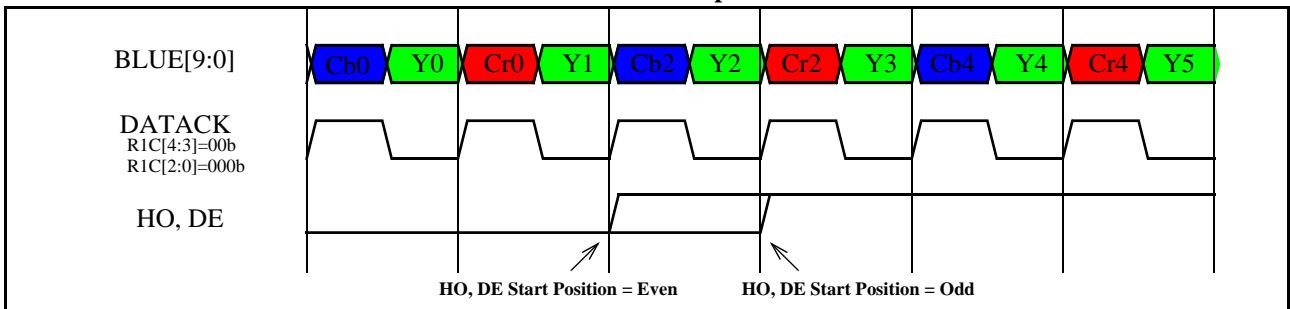 BLUE[9:0] Cb0 Y0 Cr0 Y1 Cb2 Y2 Cr2 Y3 Cb4 Y4 Cr4 Y5
DATACK
R1C[4:3]=00b
R1C[2:0]=000b
HO, DE
HO, DE Start Position = Even HO, DE Start Position = Odd